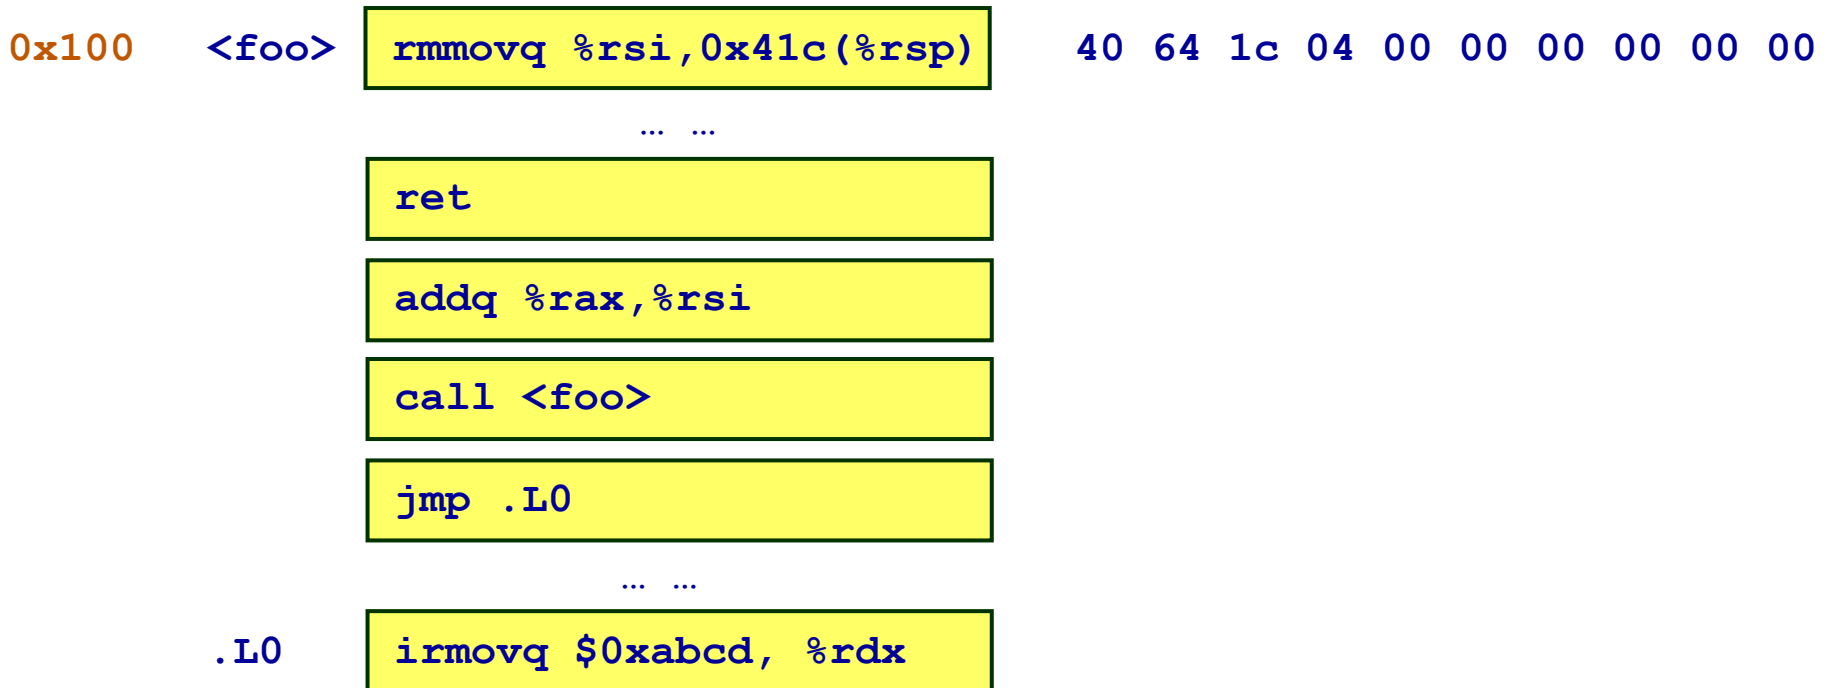 0x100 <foo> rmmovq %rsi,0x41c(%rsp) 40 64 1c 04 00 00 00 00 00 00
… …
ret
addq %rax,%rsi
call <foo>
jmp .L0
… …
.L0 irmovq $0xabcd, %rdx